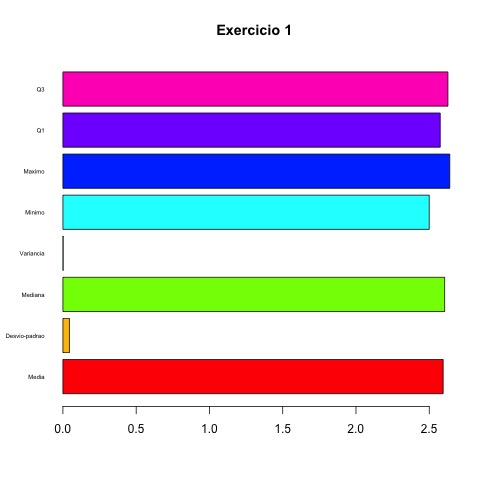 Exercicio 1
Q3
Q1
Maximo
Minimo
Variancia
Mediana
Desvio-padrao
Media
0.0 0.5 1.0 1.5 2.0 2.5